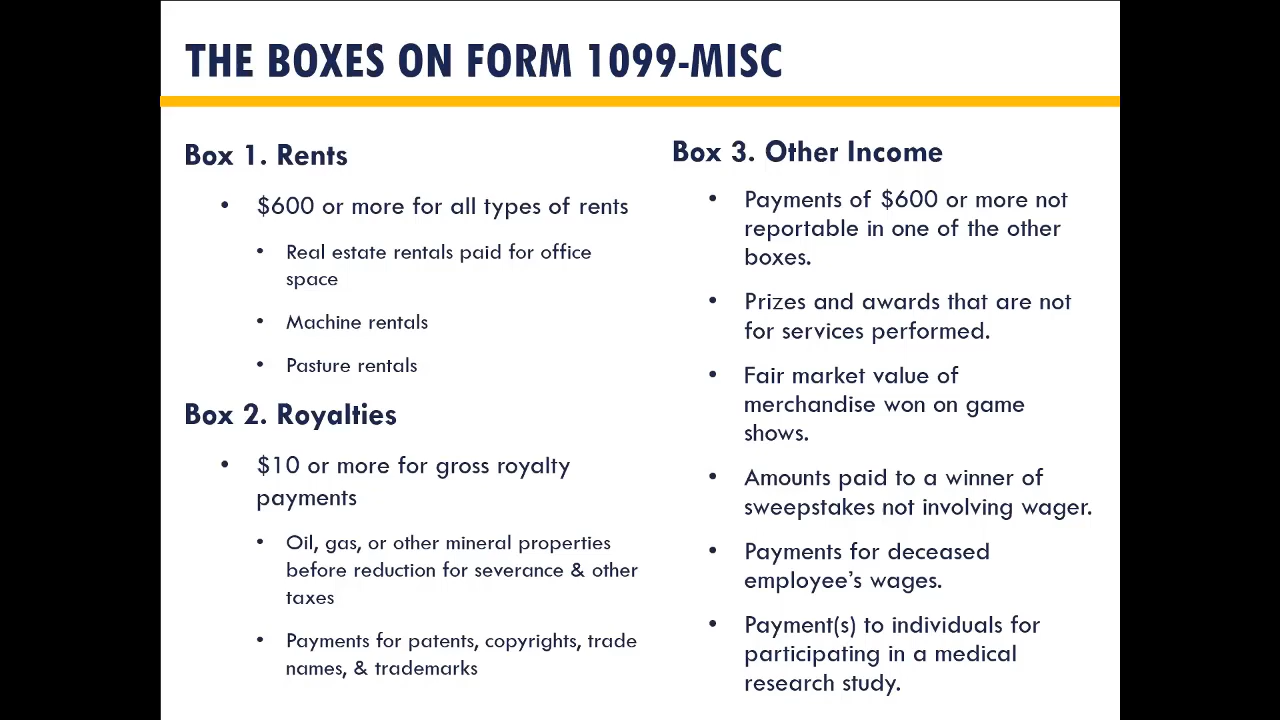 THE BOXES ON FORM 1099-MISC
Box 1. Rents
• $600 or more for all types of rents
• Real estate rentals paid for office
space
• Machine rentals
• Pasture rentals
Box 2. Royalties
• $10 or more for gross royalty
payments
• Oil, gas, or other mineral properties
before reduction for severance & other
taxes
• Payments for patents, copyrights, trade
names, & trademarks
Box 3. Other Income
• Payments of $600 or more not
reportable in one of the other
boxes.
• Prizes and awards that are not
for services performed.
• Fair market value of
merchandise won on game
shows.
• Amounts paid to a winner of
sweepstakes not involving wager.
• Payments for deceased
employee’s wages.
• Payment(s) to individuals for
participating in a medical
research study.